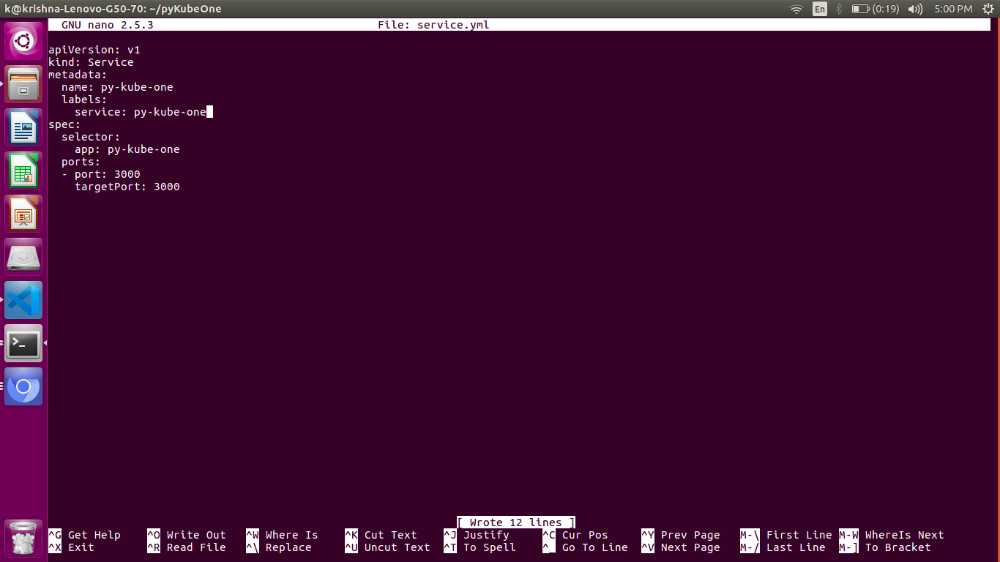 k@krishna-Lenovo-G50-70: ~/pyKubeOne En (0:19) 5:00 PM
GNU nano 2.5.3 File: service.yml
apiVersion: v1
kind: Service
metadata:
  name: py-kube-one
  labels:
    service: py-kube-one
spec:
  selector:
    app: py-kube-one
  ports:
  - port: 3000
    targetPort: 3000
[ Wrote 12 lines ]
^G Get Help ^O Write Out ^W Where Is ^K Cut Text ^J Justify ^C Cur Pos ^Y Prev Page M-\ First Line M-W WhereIs Next
^X Exit ^R Read File ^\ Replace ^U Uncut Text ^T To Spell ^_ Go To Line ^V Next Page M-/ Last Line M-] To Bracket